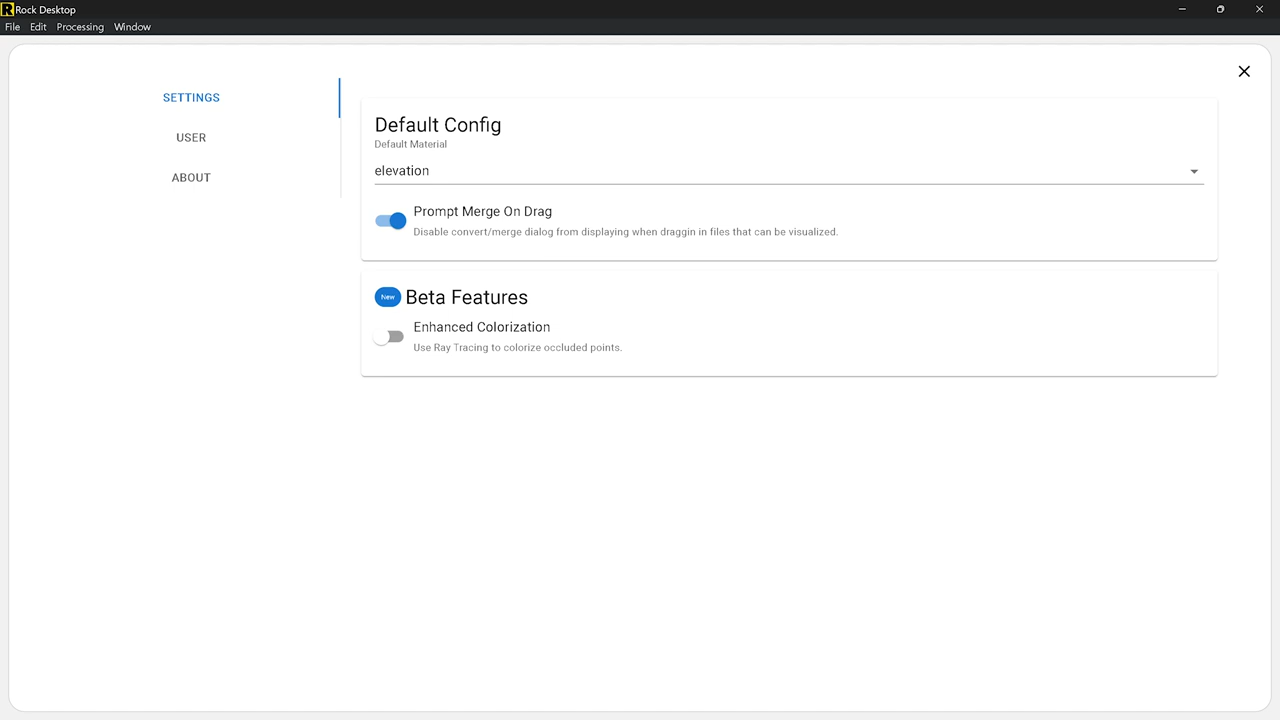 R Rock Desktop
File Edit Processing Window
SETTINGS
USER
ABOUT
Default Config
Default Material
elevation
Prompt Merge On Drag
Disable convert/merge dialog from displaying when draggin in files that can be visualized.
New Beta Features
Enhanced Colorization
Use Ray Tracing to colorize occluded points.